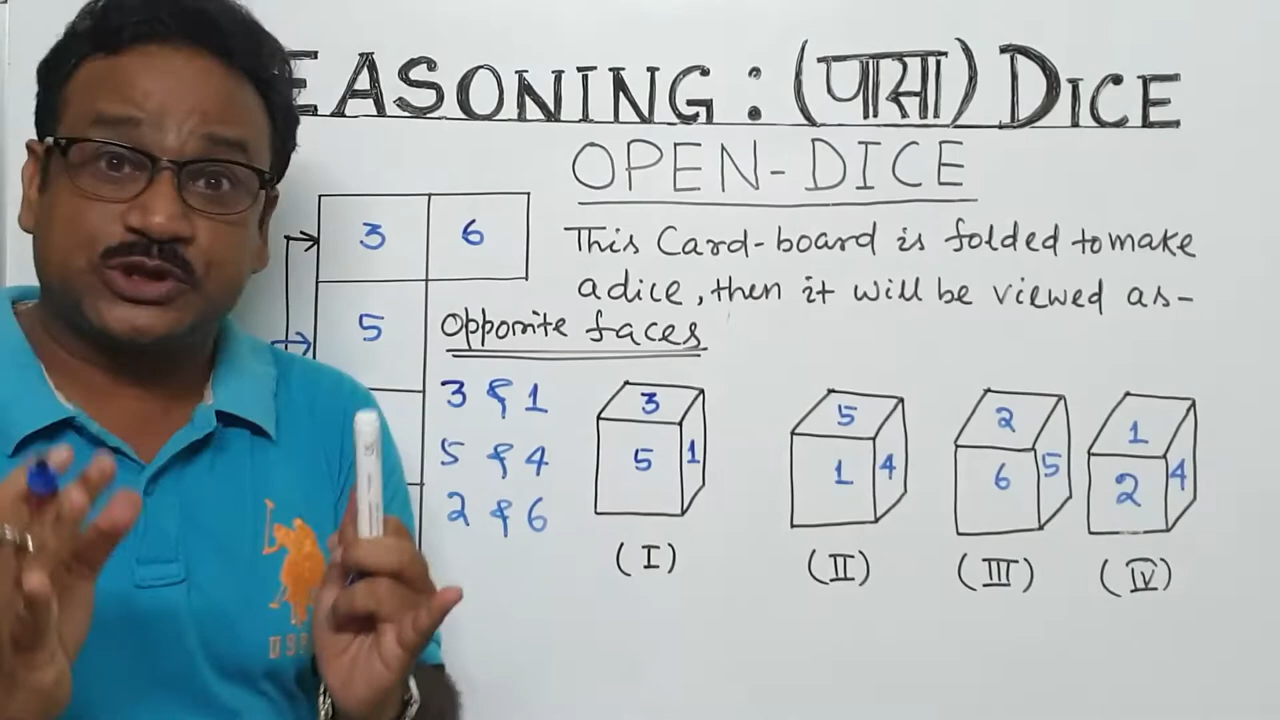 EASONING : (पासा) DICE
OPEN-DICE
3 6
5
This Card-board is folded to make
a dice, then it will be viewed as-
Opposite faces
3 & 1
5 & 4
2 & 6
3
5 1
(I)
5
1 4
(II)
2
6 5
(III)
1
2 4
(IV)